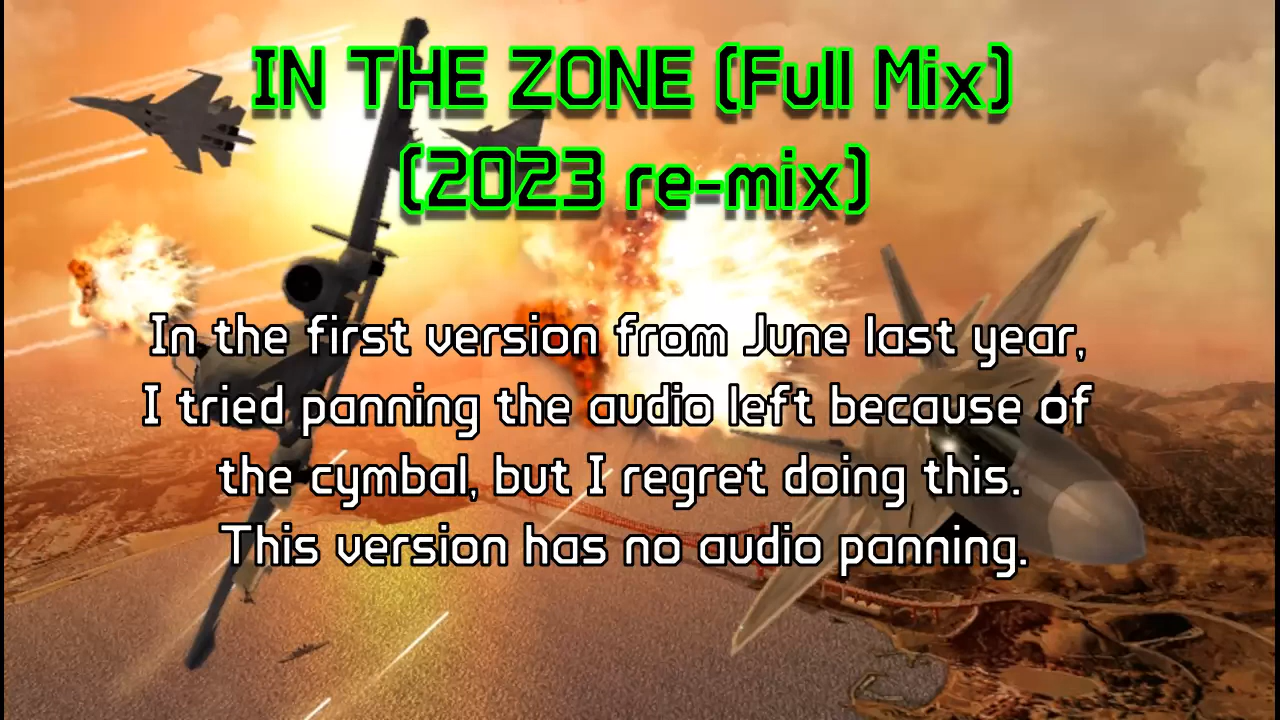 IN THE ZONE (Full Mix)
(2023 re-mix)
In the first version from June last year,
I tried panning the audio left because of
the cymbal, but I regret doing this.
This version has no audio panning.